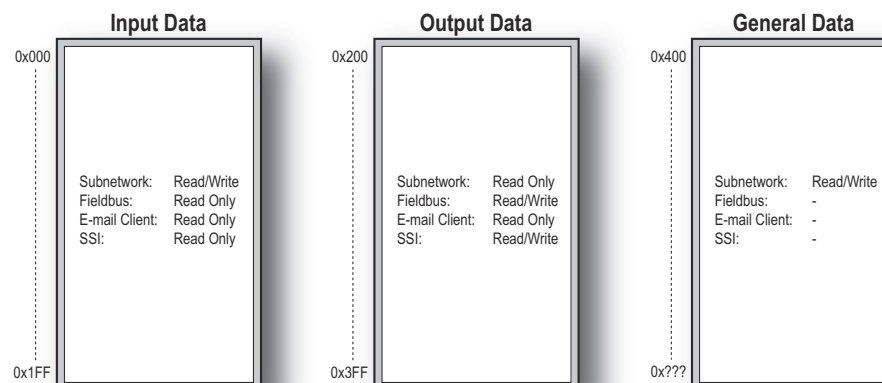 Input Data
0x000
Subnetwork: Read/Write
Fieldbus: Read Only
E-mail Client: Read Only
SSI: Read Only
0x1FF
Output Data
0x200
Subnetwork: Read Only
Fieldbus: Read/Write
E-mail Client: Read Only
SSI: Read/Write
0x3FF
General Data
0x400
Subnetwork: Read/Write
Fieldbus: -
E-mail Client: -
SSI: -
0x???